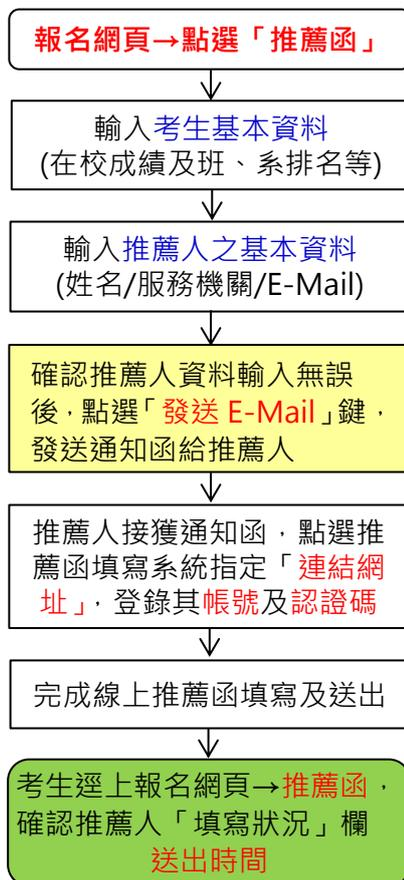 報名網頁→點選「推薦函」
輸入考生基本資料
(在校成績及班、系排名等)
輸入推薦人之基本資料
(姓名/服務機關/E-Mail)
確認推薦人資料輸入無誤
後，點選「發送 E-Mail」鍵，
發送通知函給推薦人
推薦人接獲通知函，點選推
薦函填寫系統指定「連結網
址」，登錄其帳號及認證碼
完成線上推薦函填寫及送出
考生逕上報名網頁→推薦函，
確認推薦人「填寫狀況」欄
送出時間